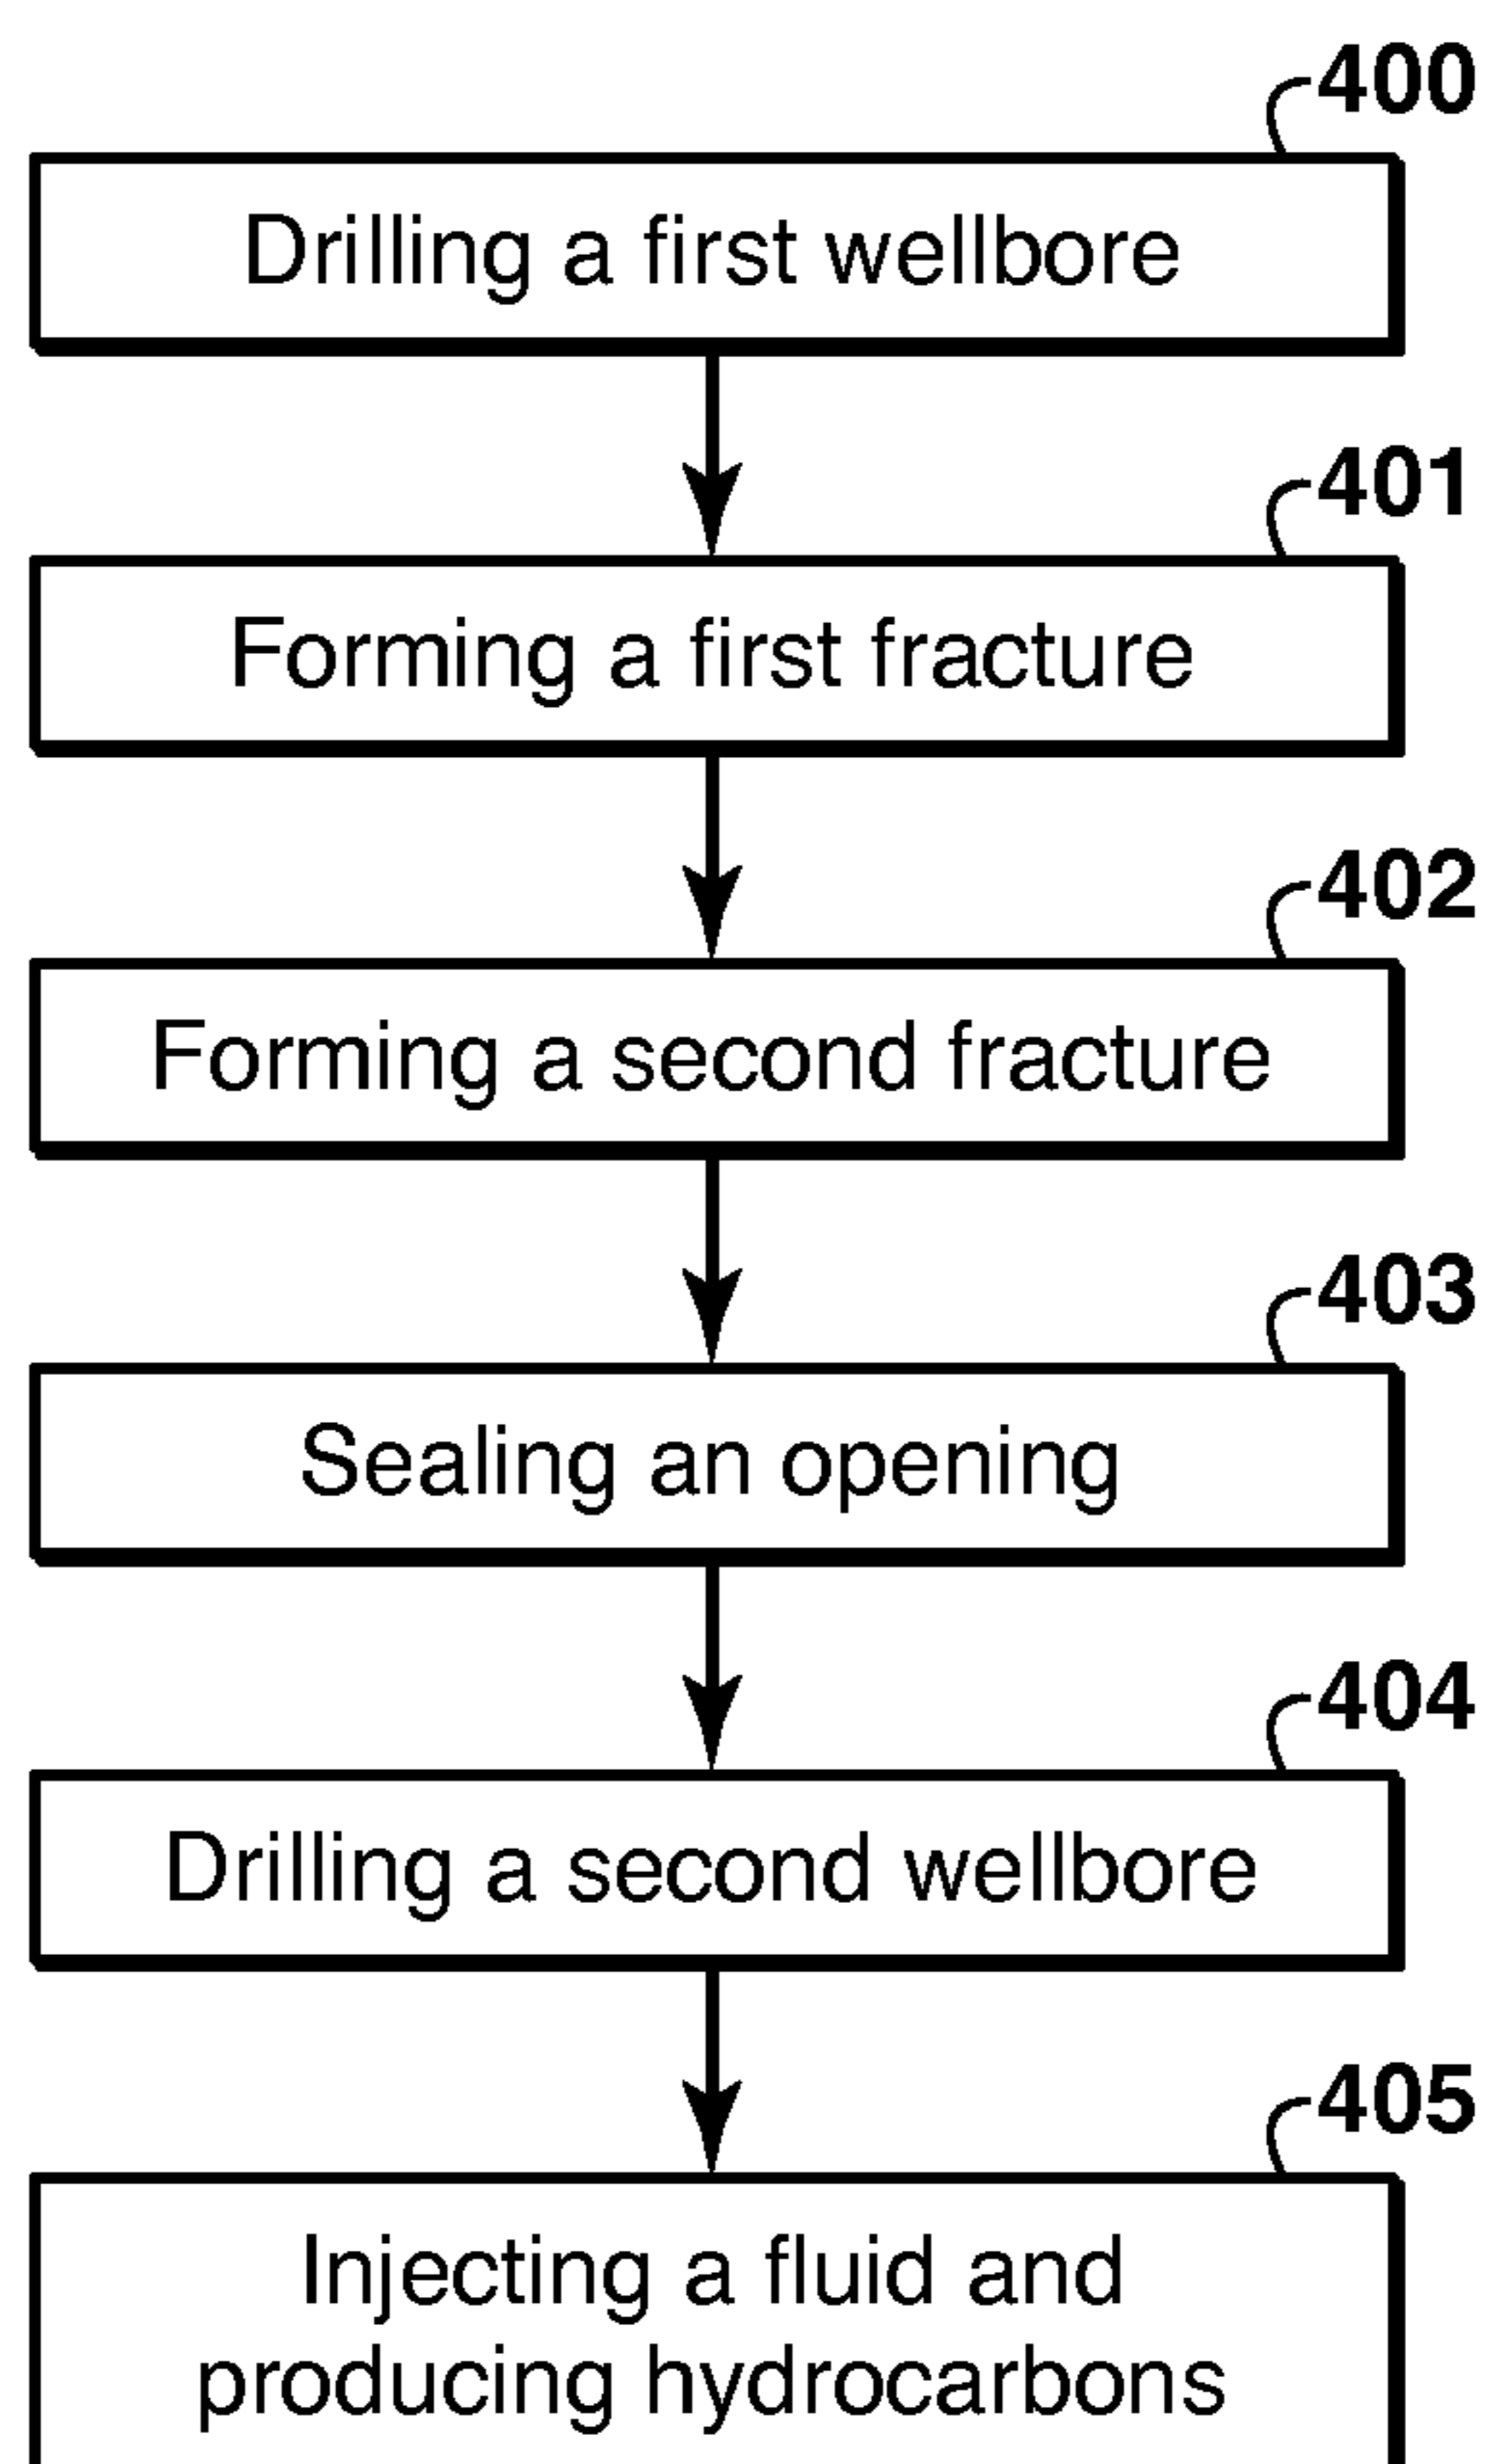 400
Drilling a first wellbore
401
Forming a first fracture
402
Forming a second fracture
403
Sealing an opening
404
Drilling a second wellbore
405
Injecting a fluid and
producing hydrocarbons